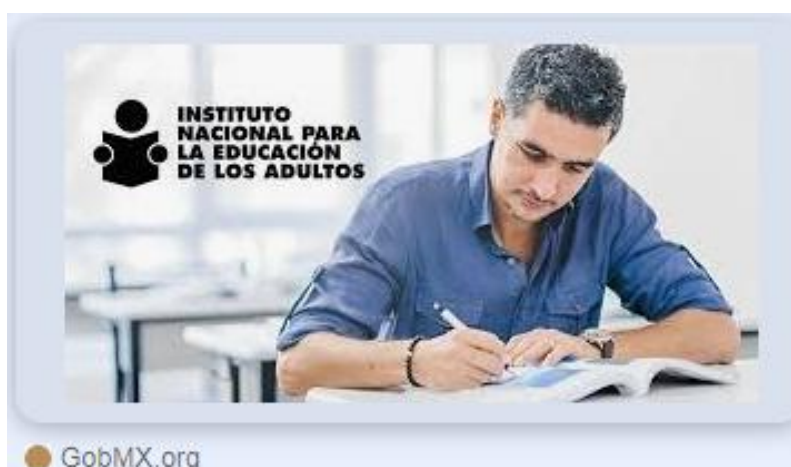 INSTITUTO
NACIONAL PARA
LA EDUCACIÓN
DE LOS ADULTOS
GobMX.org